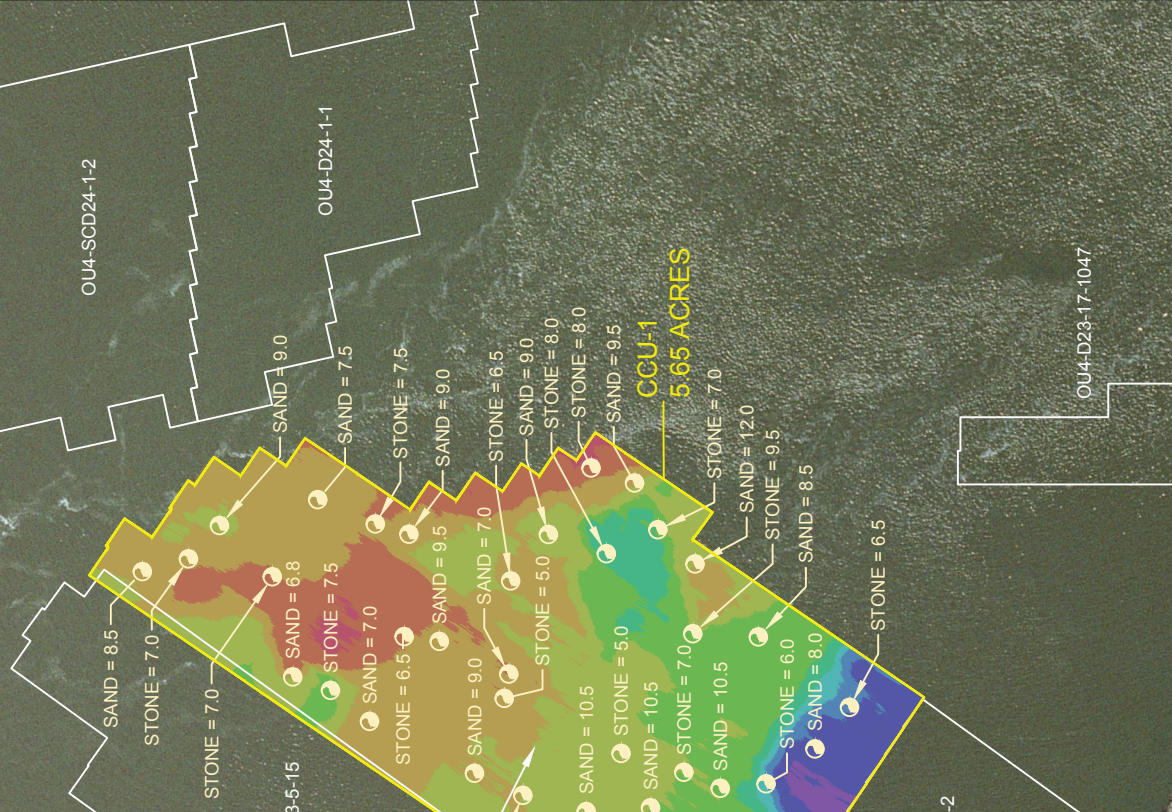 OU4-SCD24-1-2
OU4-D24-1-1
OU4-D23-17-1047
CCU-1
5.65 ACRES
SAND = 9.0
SAND = 7.5
STONE = 7.5
SAND = 9.0
STONE = 6.5
SAND = 9.0
STONE = 8.0
STONE = 8.0
SAND = 9.5
STONE = 7.0
SAND = 12.0
STONE = 9.5
SAND = 8.5
STONE = 6.5
SAND = 8.5
STONE = 7.0
STONE = 7.0
SAND = 6.8
STONE = 7.5
SAND = 7.0
STONE = 6.5
SAND = 9.5
SAND = 7.0
STONE = 5.0
SAND = 9.0
SAND = 10.5
STONE = 5.0
SAND = 10.5
STONE = 7.0
SAND = 10.5
STONE = 6.0
SAND = 8.0
3-5-15
-2